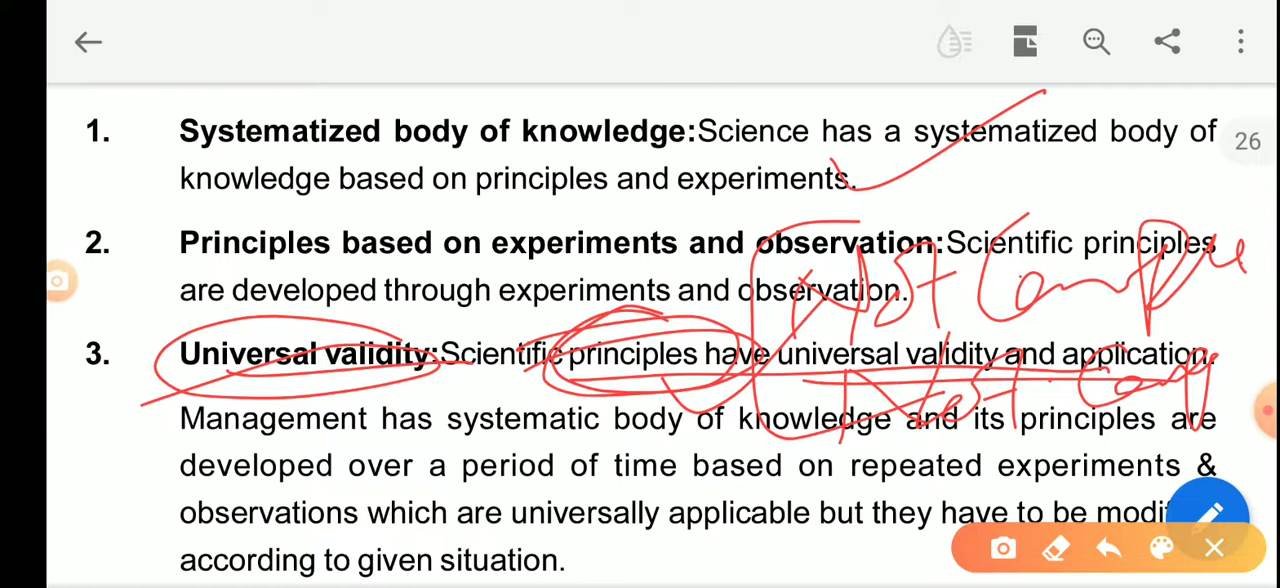 26
1. Systematized body of knowledge:Science has a systematized body of
knowledge based on principles and experiments.
2. Principles based on experiments and observation:Scientific principles
are developed through experiments and observation.
3. Universal validity:Scientific principles have universal validity and application.
Management has systematic body of knowledge and its principles are
developed over a period of time based on repeated experiments &
observations which are universally applicable but they have to be
according to given situation.